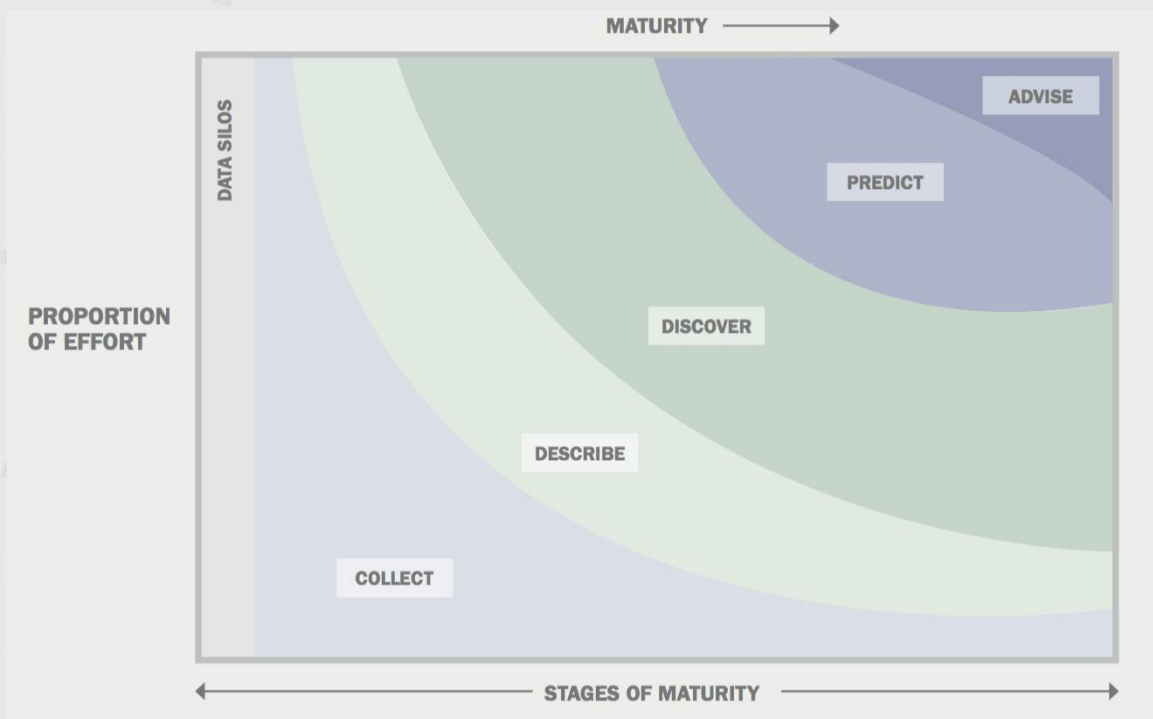 MATURITY
DATA SILOS
ADVISE
PREDICT
PROPORTION
OF EFFORT
DISCOVER
DESCRIBE
COLLECT
STAGES OF MATURITY